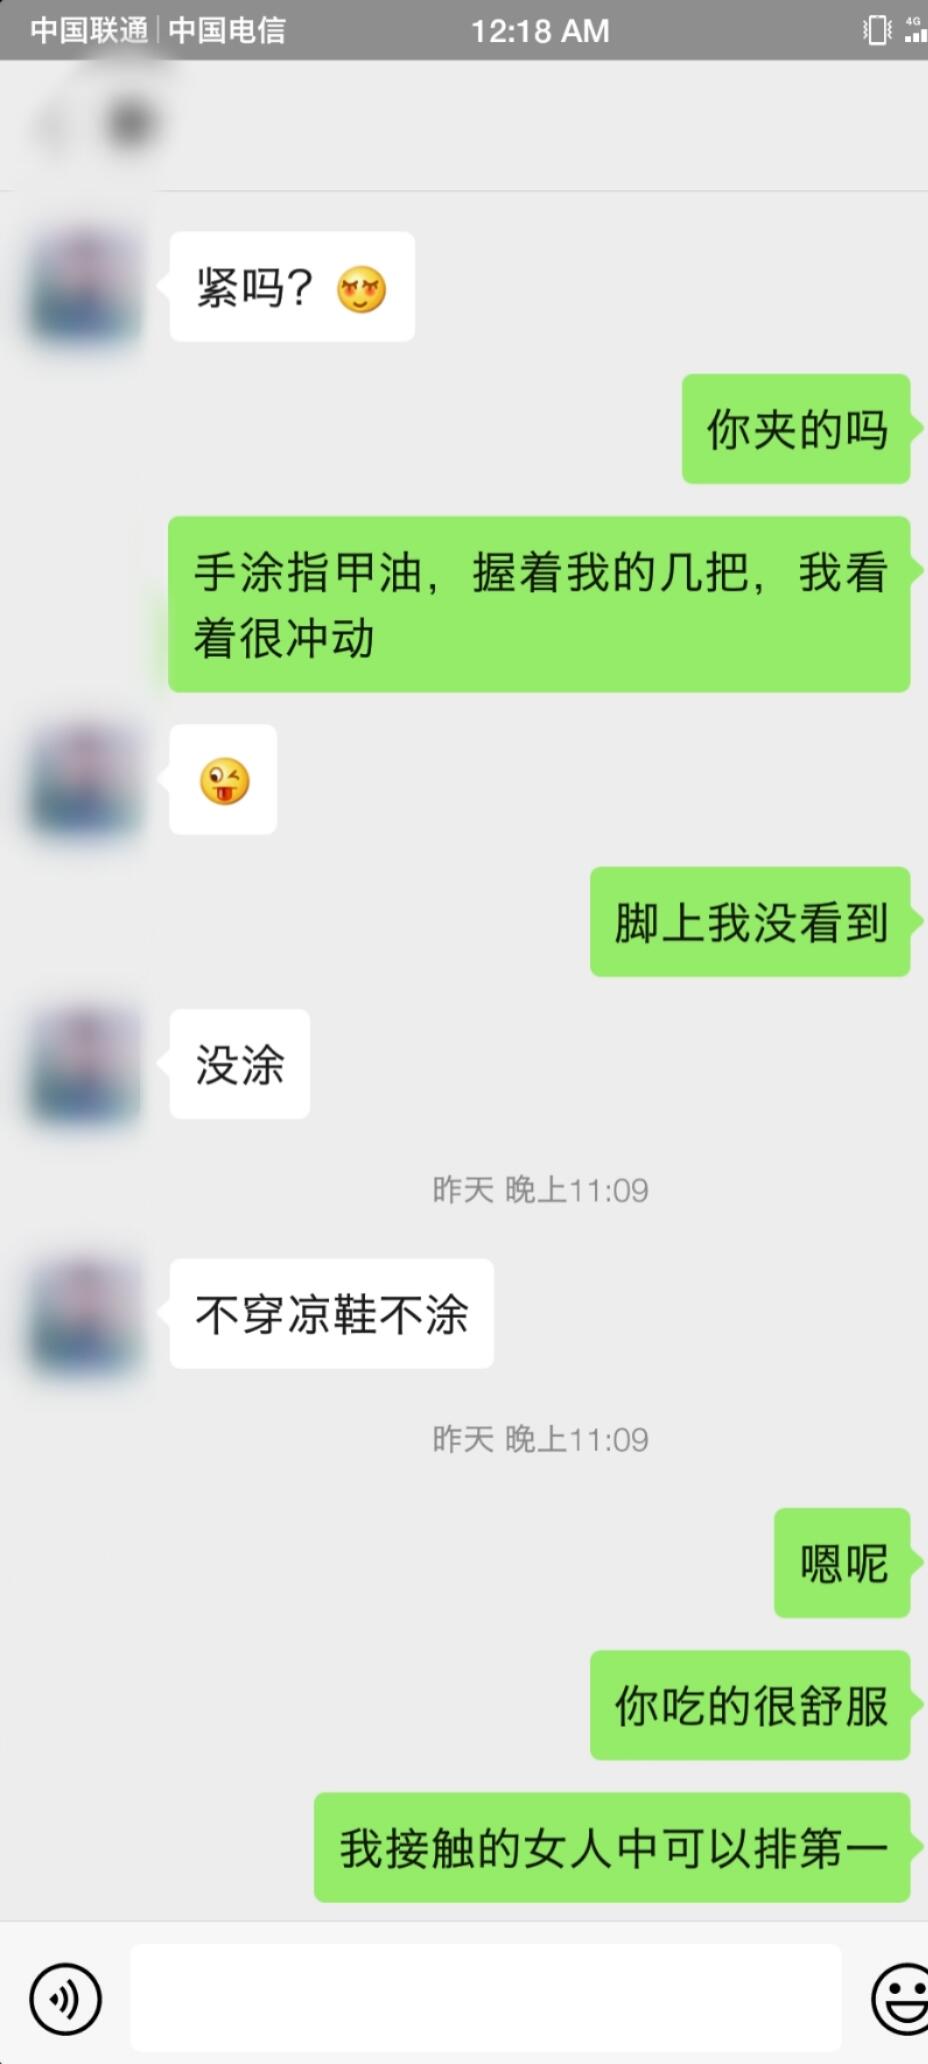 中国联通 | 中国电信 12:18 AM 4G
紧吗？
你夹的吗
手涂指甲油，握着我的几把，我看
着很冲动
脚上我没看到
没涂
昨天 晚上11:09
不穿凉鞋不涂
昨天 晚上11:09
嗯呢
你吃的很舒服
我接触的女人中可以排第一